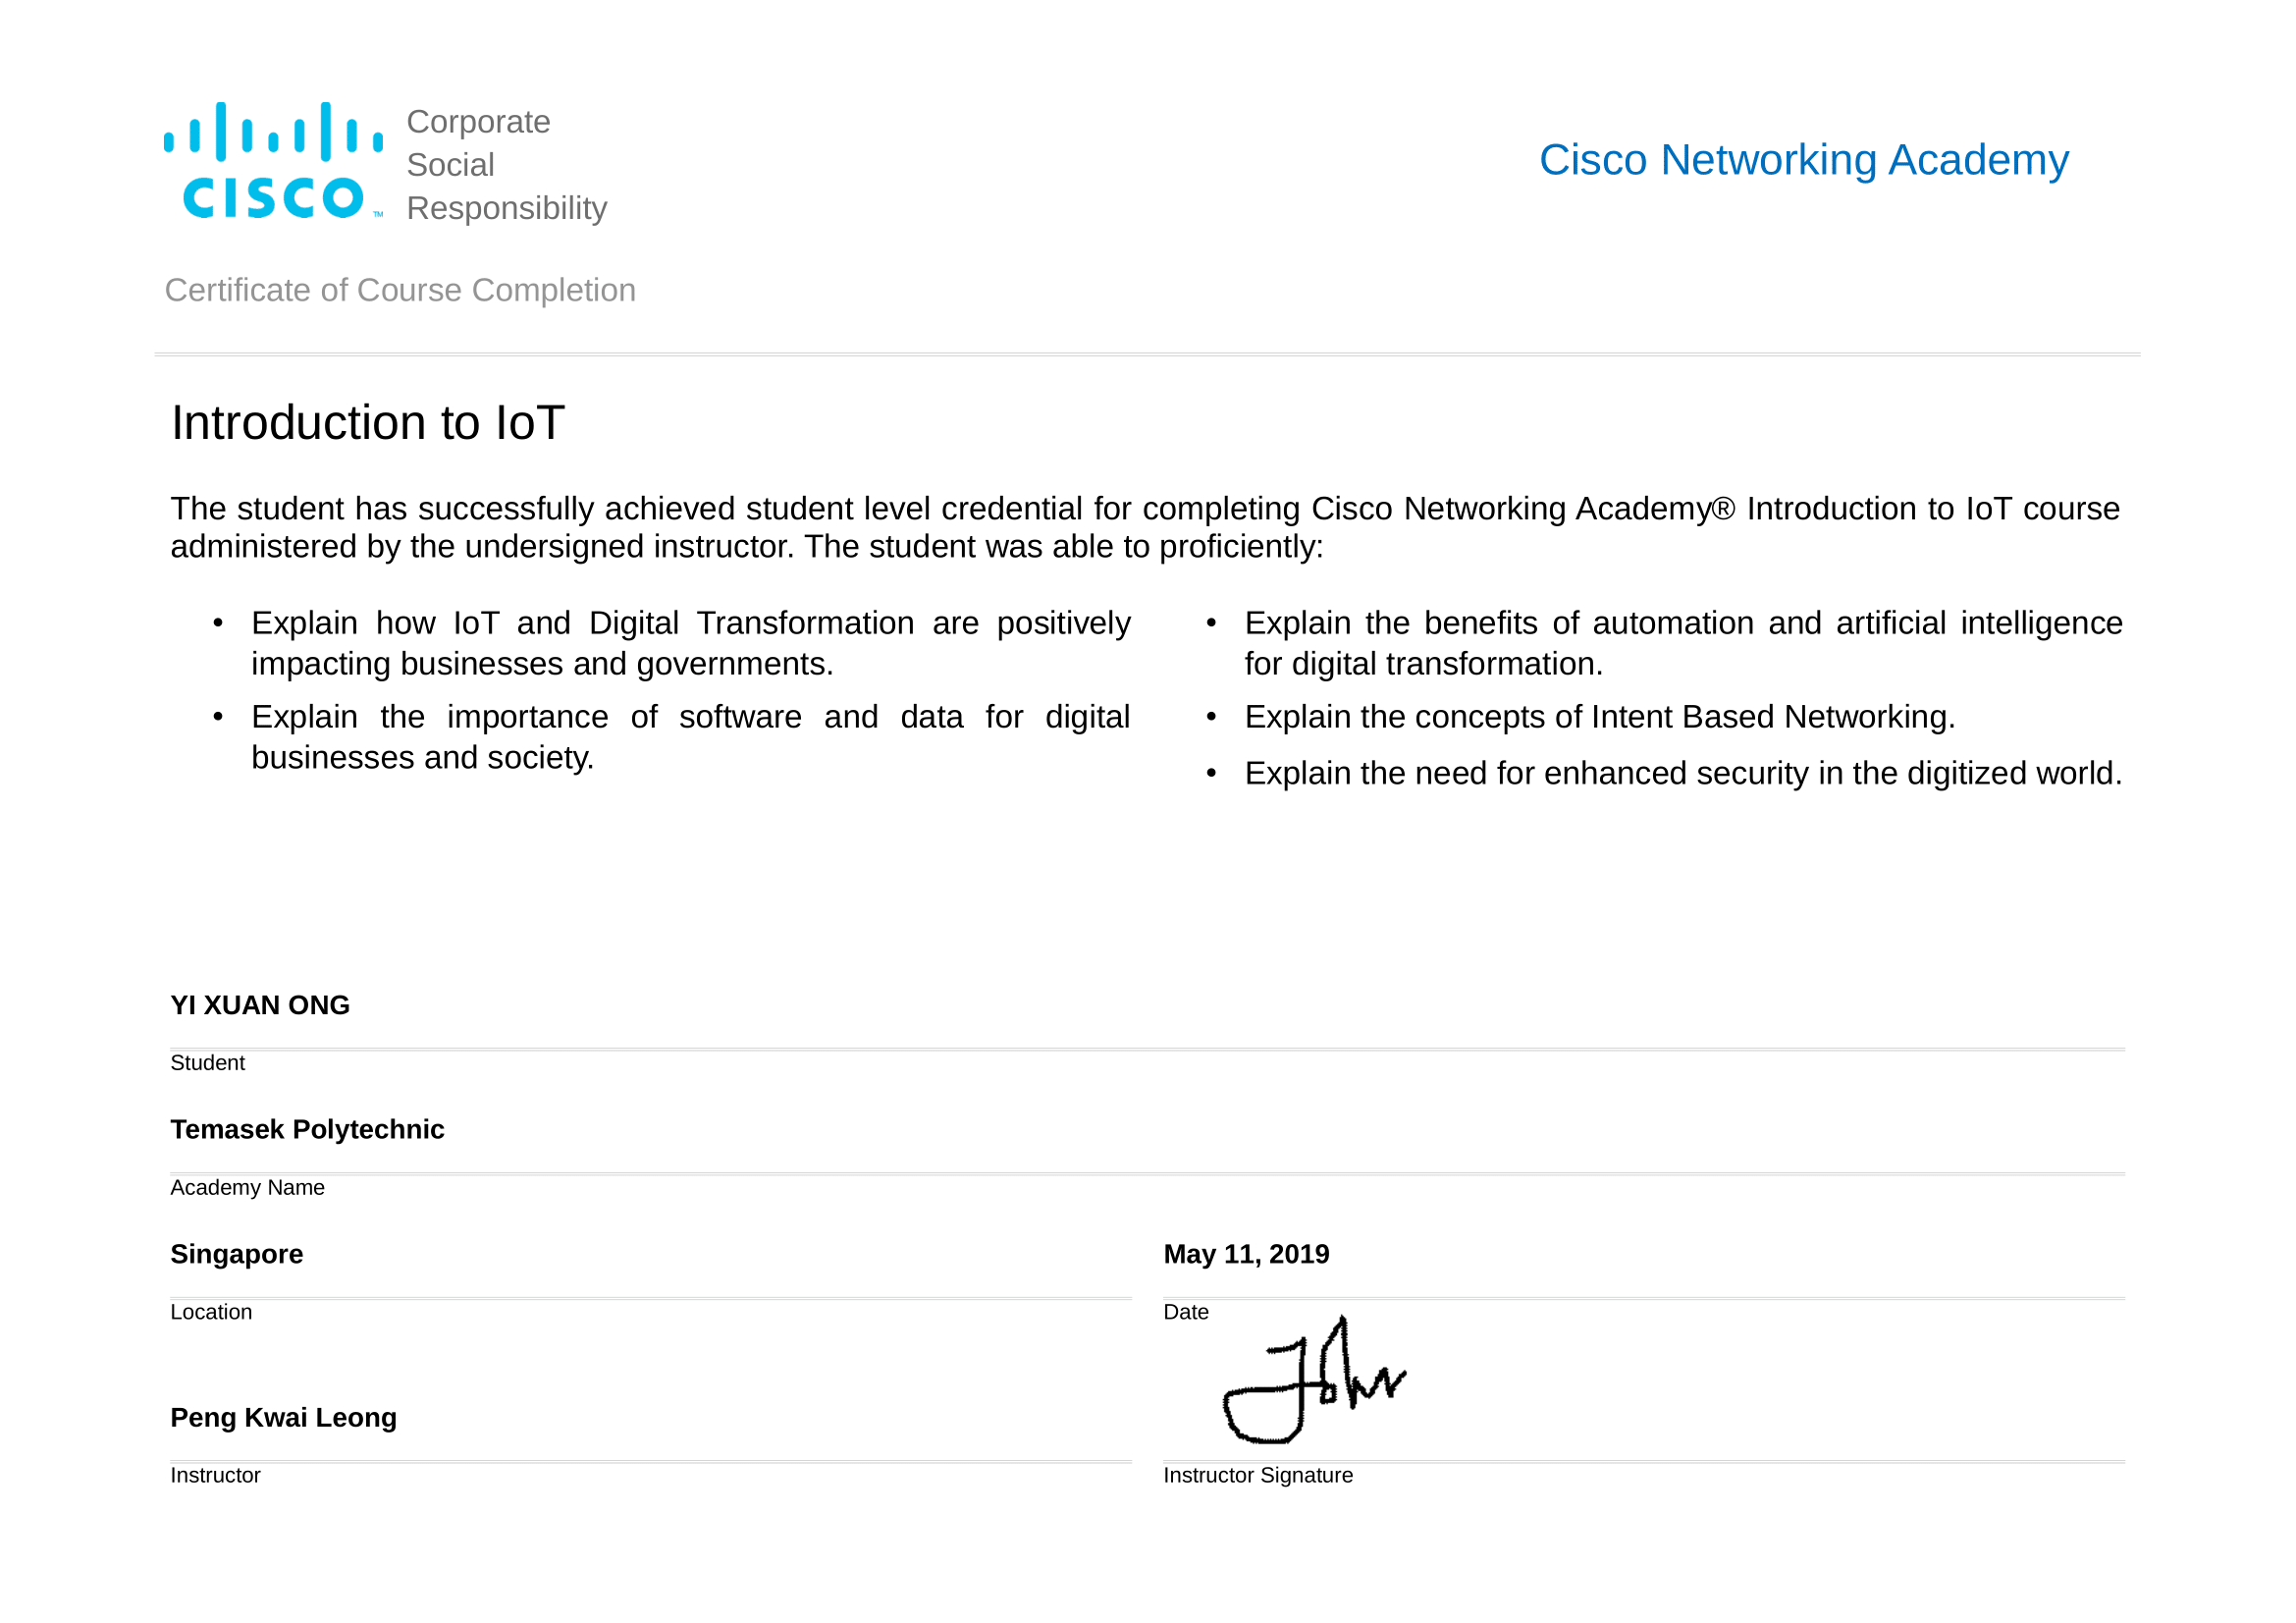 CISCO™
Corporate
Social
Responsibility
Cisco Networking Academy
Certificate of Course Completion
Introduction to IoT
The student has successfully achieved student level credential for completing Cisco Networking Academy® Introduction to IoT course
administered by the undersigned instructor. The student was able to proficiently:
• Explain how IoT and Digital Transformation are positively
impacting businesses and governments.
• Explain the importance of software and data for digital
businesses and society.
• Explain the benefits of automation and artificial intelligence
for digital transformation.
• Explain the concepts of Intent Based Networking.
• Explain the need for enhanced security in the digitized world.
YI XUAN ONG
Student
Temasek Polytechnic
Academy Name
Singapore
Location
May 11, 2019
Date
Peng Kwai Leong
Instructor
Instructor Signature